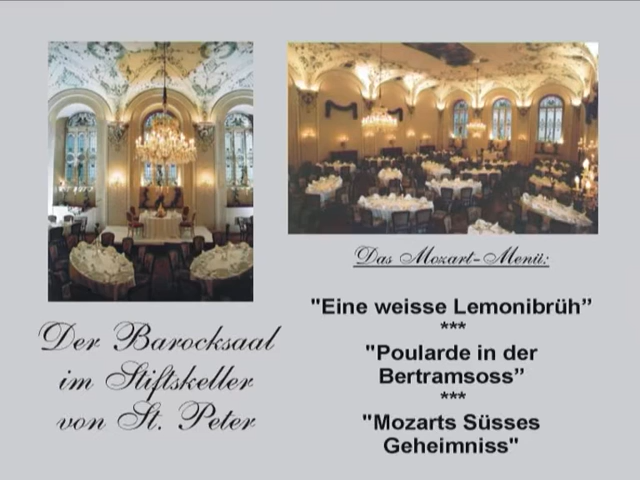 Der Barocksaal
im Stiftskeller
von St. Peter
Das Mozart-Menü:
"Eine weisse Lemonibrüh”
***
"Poularde in der
Bertramsoss”
***
"Mozarts Süsses
Geheimniss"